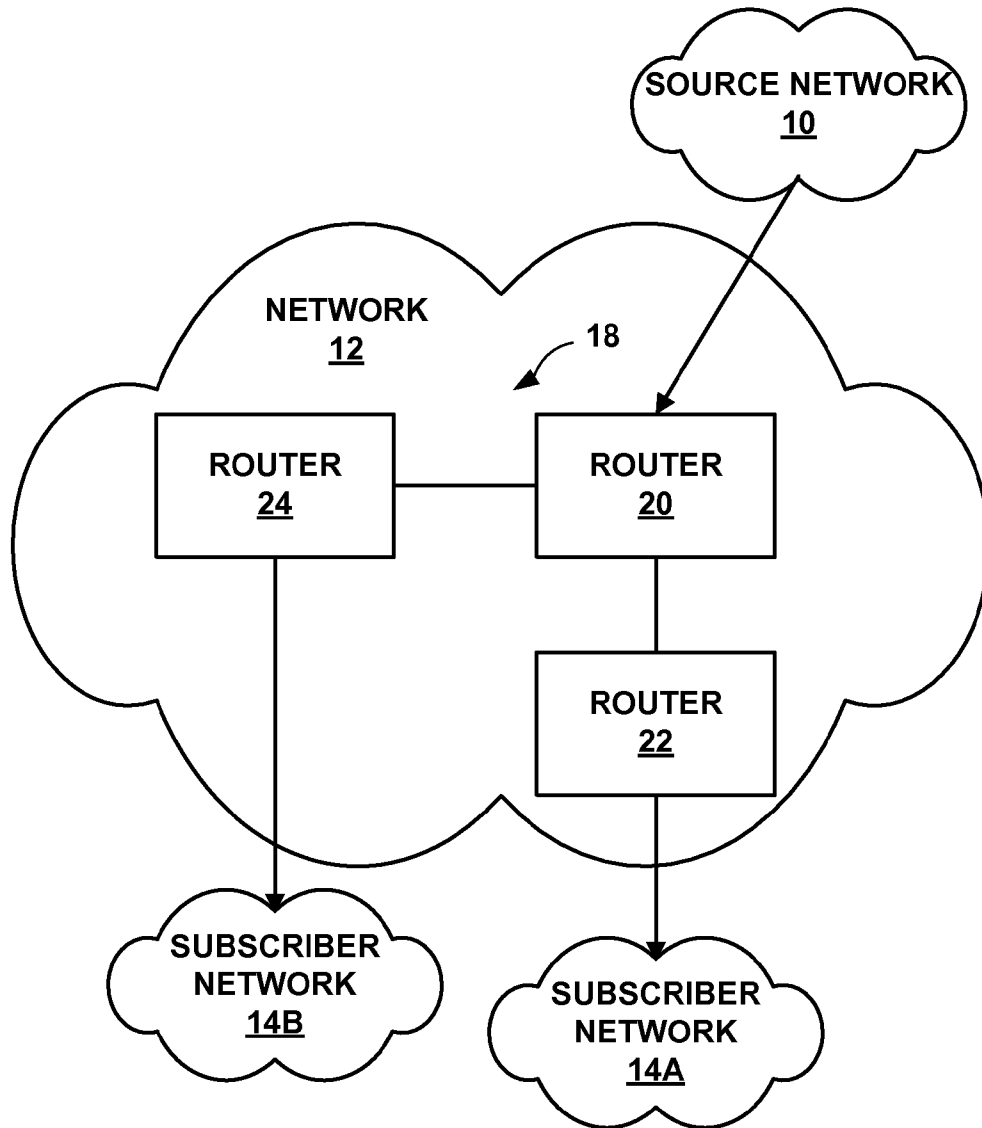 SOURCE NETWORK
10
NETWORK
12
18
ROUTER
24
ROUTER
20
ROUTER
22
SUBSCRIBER
NETWORK
14B
SUBSCRIBER
NETWORK
14A